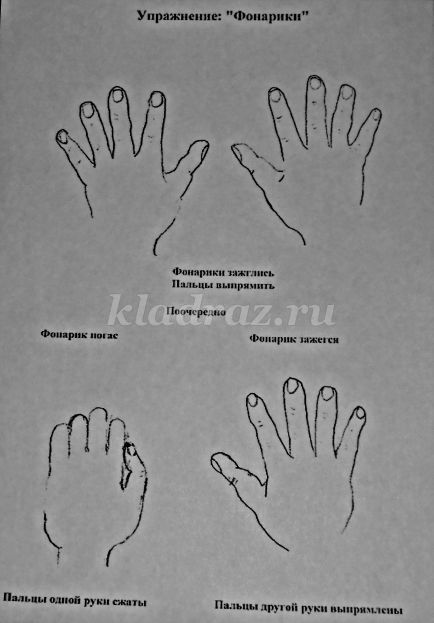 Упражнение: "Фонарики"
Фонарики зажглись
Пальцы выпрямить
Поочередно
kladraz.ru
Фонарик погас
Фонарик зажегся
Пальцы одной руки сжаты
Пальцы другой руки выпрямлены